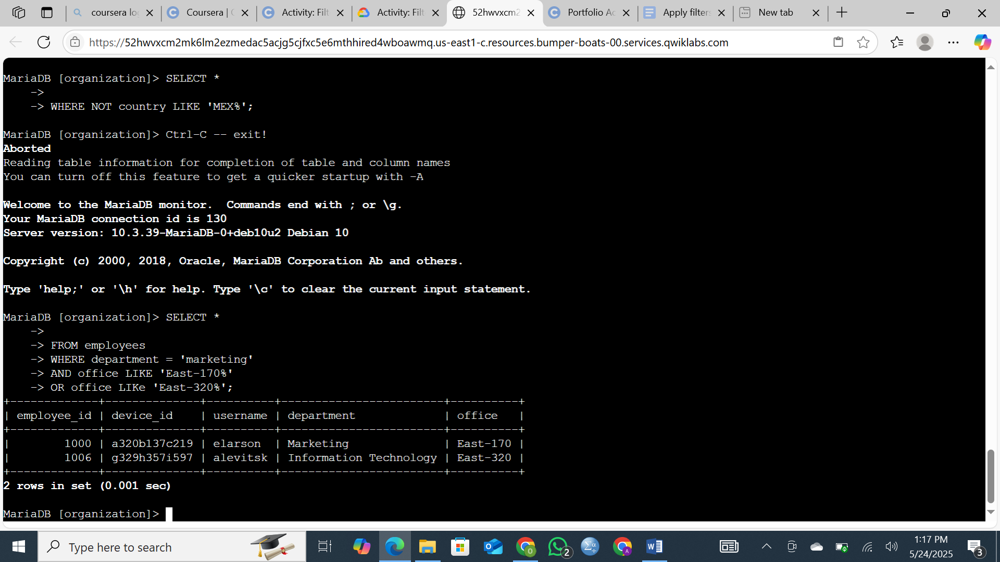 coursera lo
Coursera |
Activity: Filt
Activity: Filt
52hwvxcm2
Portfolio Ac
Apply filters
New tab
https://52hwvxcm2mk6lm2ezmedac5acjg5cjfxc5e6mthhired4wboawmq.us-east1-c.resources.bumper-boats-00.services.qwiklabs.com
MariaDB [organization]> SELECT *
    ->
    -> WHERE NOT country LIKE 'MEX%';
MariaDB [organization]> Ctrl-C -- exit!
Aborted
Reading table information for completion of table and column names
You can turn off this feature to get a quicker startup with -A
Welcome to the MariaDB monitor.  Commands end with ; or \g.
Your MariaDB connection id is 130
Server version: 10.3.39-MariaDB-0+deb10u2 Debian 10
Copyright (c) 2000, 2018, Oracle, MariaDB Corporation Ab and others.
Type 'help;' or '\h' for help. Type '\c' to clear the current input statement.
MariaDB [organization]> SELECT *
    ->
    -> FROM employees
    -> WHERE department = 'marketing'
    -> AND office LIKE 'East-170%'
    -> OR office LIKe 'East-320%';
+-------------+--------------+----------+------------------------+----------+
| employee_id | device_id    | username | department             | office   |
+-------------+--------------+----------+------------------------+----------+
|        1000 | a320b137c219 | elarson  | Marketing              | East-170 |
|        1006 | g329h357i597 | alevitsk | Information Technology | East-320 |
+-------------+--------------+----------+------------------------+----------+
2 rows in set (0.001 sec)
MariaDB [organization]>
Type here to search
2
1:17 PM
5/24/2025
3